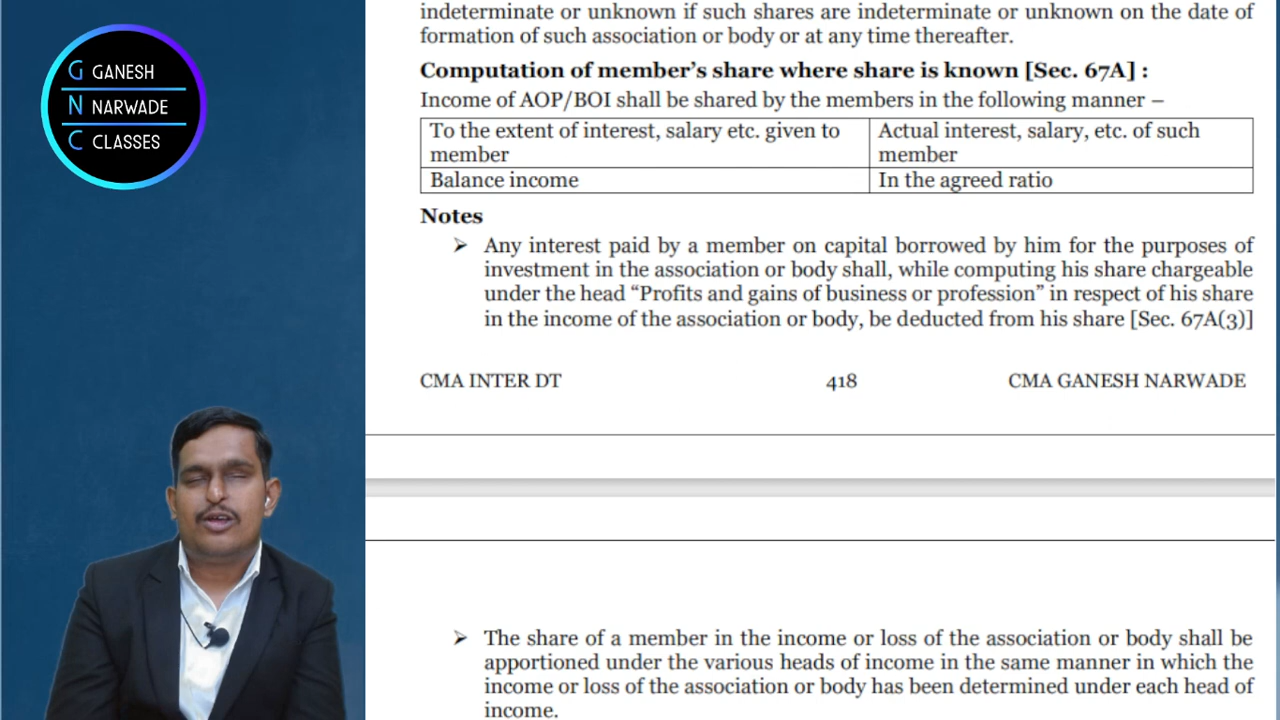 G GANESH
N NARWADE
C CLASSES
indeterminate or unknown if such shares are indeterminate or unknown on the date of
formation of such association or body or at any time thereafter.
Computation of member’s share where share is known [Sec. 67A] :
Income of AOP/BOI shall be shared by the members in the following manner –
To the extent of interest, salary etc. given to member
Actual interest, salary, etc. of such member
Balance income
In the agreed ratio
Notes
➢ Any interest paid by a member on capital borrowed by him for the purposes of
investment in the association or body shall, while computing his share chargeable
under the head “Profits and gains of business or profession” in respect of his share
in the income of the association or body, be deducted from his share [Sec. 67A(3)]
CMA INTER DT 418 CMA GANESH NARWADE
➢ The share of a member in the income or loss of the association or body shall be
apportioned under the various heads of income in the same manner in which the
income or loss of the association or body has been determined under each head of
income.